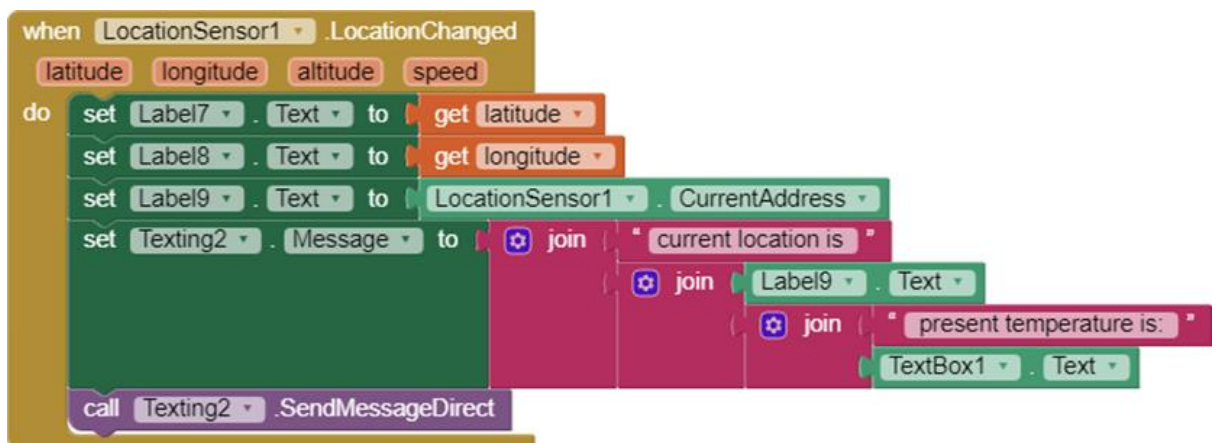 when LocationSensor1 .LocationChanged
latitude longitude altitude speed
do set Label7 . Text to get latitude
set Label8 . Text to get longitude
set Label9 . Text to LocationSensor1 . CurrentAddress
set Texting2 . Message to join " current location is "
join Label9 . Text
join " present temperature is: "
TextBox1 . Text
call Texting2 .SendMessageDirect